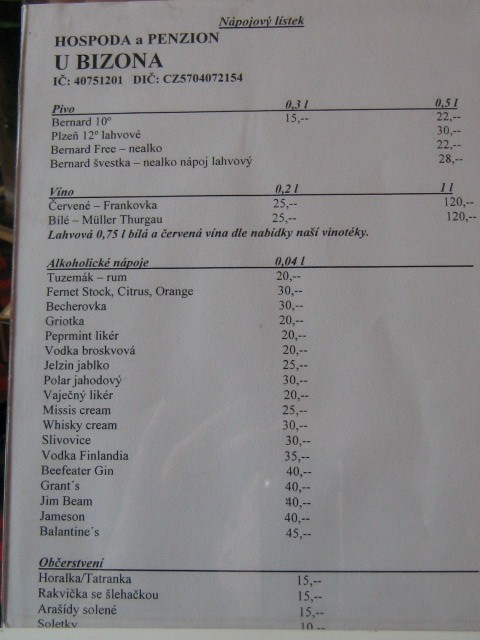 Nápojový lístek
HOSPODA a PENZION
U BIZONA
IČ: 40751201 DIČ: CZ5704072154
Pivo 0,3 l 0,5 l
Bernard 10° 15,-- 22,--
Plzeň 12° lahvové 30,--
Bernard Free – nealko 22,--
Bernard švestka – nealko nápoj lahvový 28,--
Víno 0,2 l 1 l
Červené – Frankovka 25,-- 120,--
Bílé – Müller Thurgau 25,-- 120,--
Lahvová 0,75 l bílá a červená vína dle nabídky naší vinotéky.
Alkoholické nápoje 0,04 l
Tuzemák – rum 20,--
Fernet Stock, Citrus, Orange 30,--
Becherovka 30,--
Griotka 20,--
Peprmint likér 20,--
Vodka broskvová 20,--
Jelzin jablko 25,--
Polar jahodový 30,--
Vaječný likér 20,--
Missis cream 25,--
Whisky cream 30,--
Slivovice 30,--
Vodka Finlandia 35,--
Beefeater Gin 40,--
Grant´s 40,--
Jim Beam 40,--
Jameson 40,--
Balantine´s 45,--
Občerstvení
Horalka/Tatranka 15,--
Rakvička se šlehačkou 15,--
Arašídy solené 15,--
Soletky 10,--